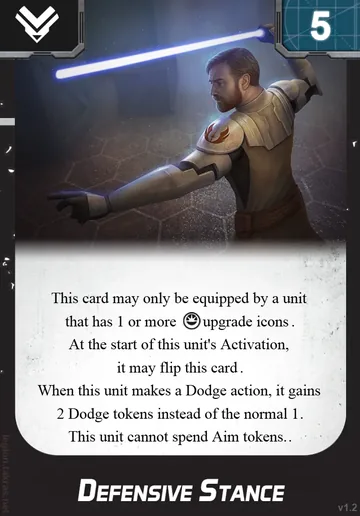 5
This card may only be equipped by a unit
that has 1 or more upgrade icons.
At the start of this unit's Activation,
it may flip this card.
When this unit makes a Dodge action, it gains
2 Dodge tokens instead of the normal 1.
This unit cannot spend Aim tokens..
DEFENSIVE STANCE
v1.2